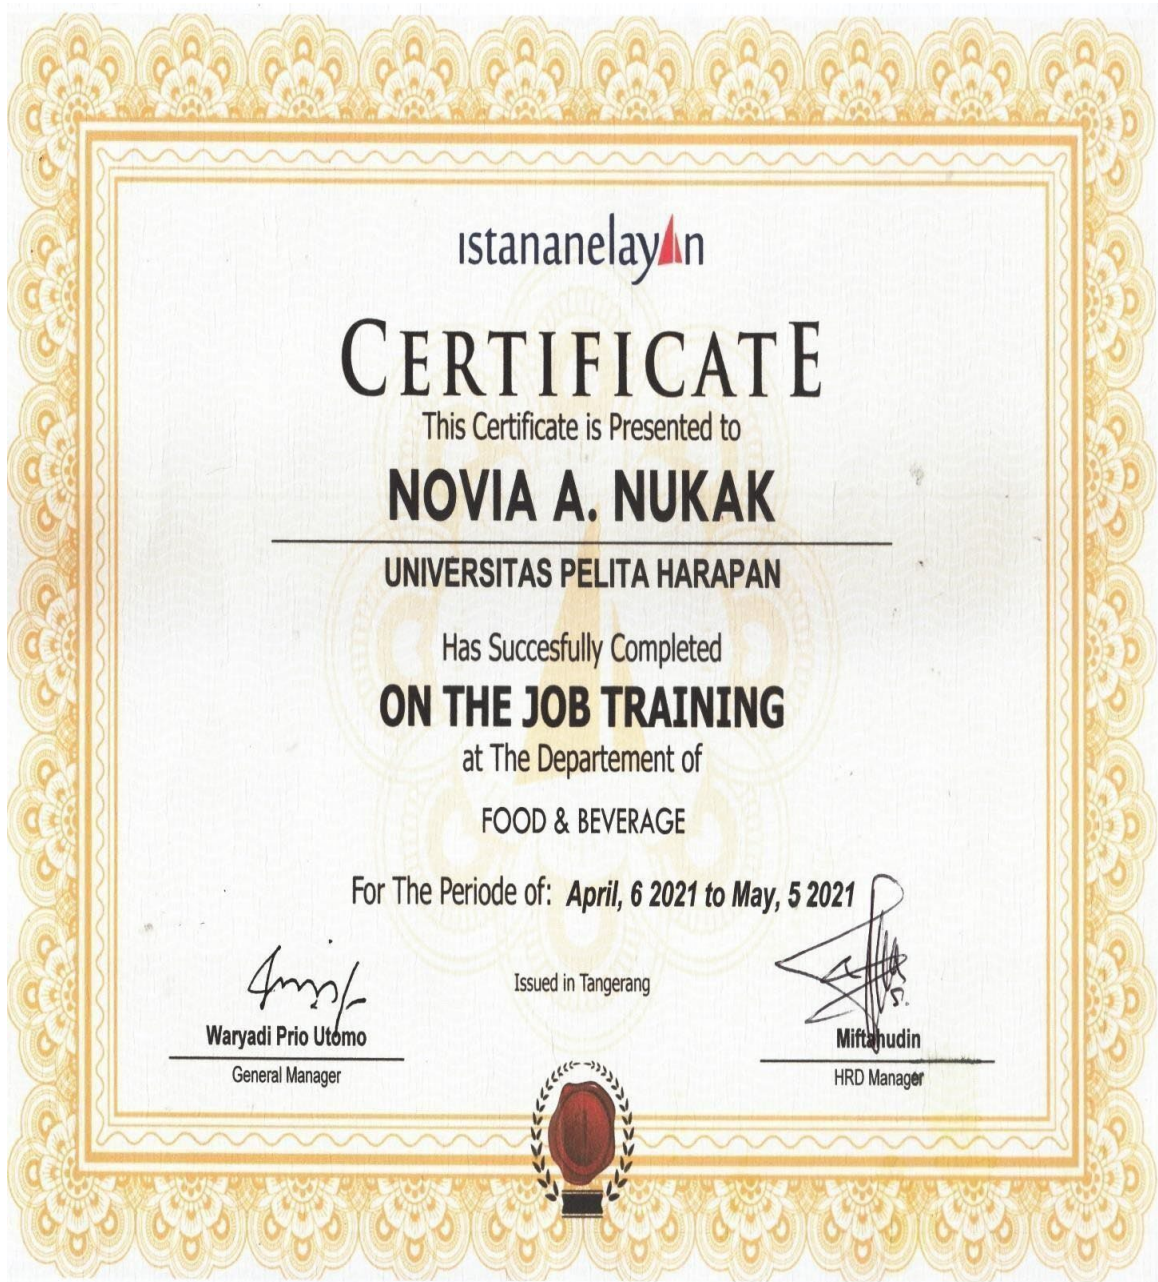 ıstananelayan
CERTIFICATE
This Certificate is Presented to
NOVIA A. NUKAK
UNIVERSITAS PELITA HARAPAN
Has Succesfully Completed
ON THE JOB TRAINING
at The Departement of
FOOD & BEVERAGE
For The Periode of: April, 6 2021 to May, 5 2021
Issued in Tangerang
Waryadi Prio Utomo
General Manager
Miftahudin
HRD Manager